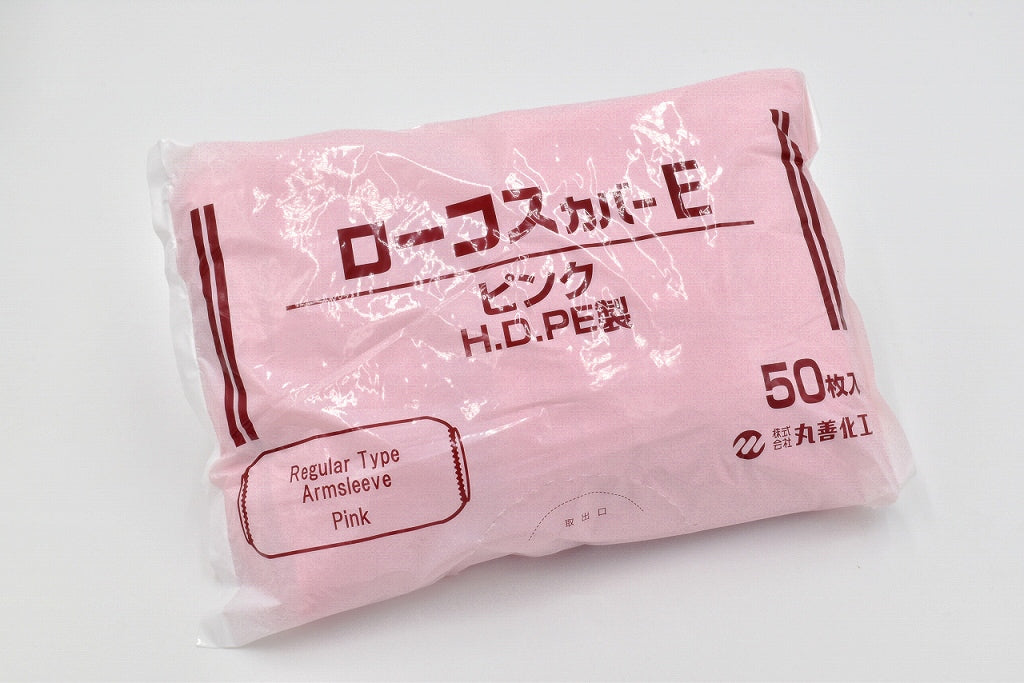 ローコスカバーE
ピンク
H.D.PE製
50枚入
株式会社 丸善化工
Regular Type
Armsleeve
Pink
取出口